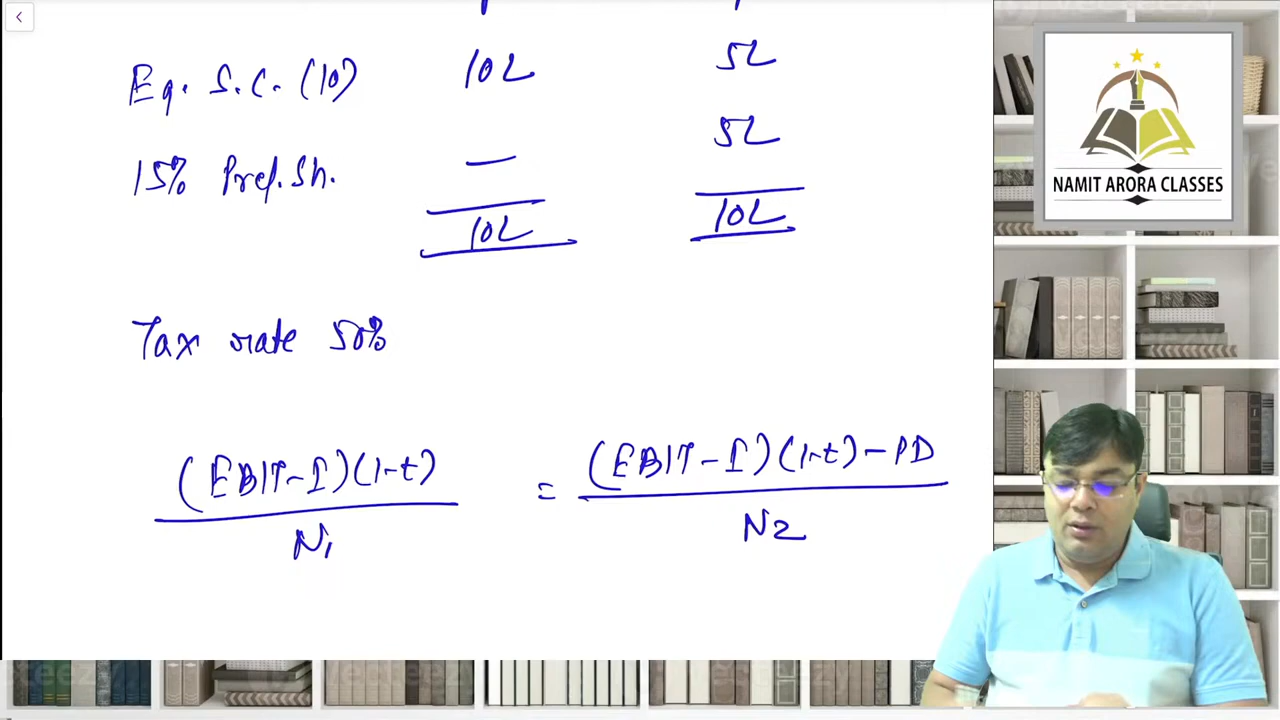 Eq. S.C. (10) 10L 5L
15% Pref. Sh. — 5L
10L 10L
Tax rate 50%
(EBIT-I)(1-t) = (EBIT-I)(1-t)-PD
N1 N2
NAMIT ARORA CLASSES